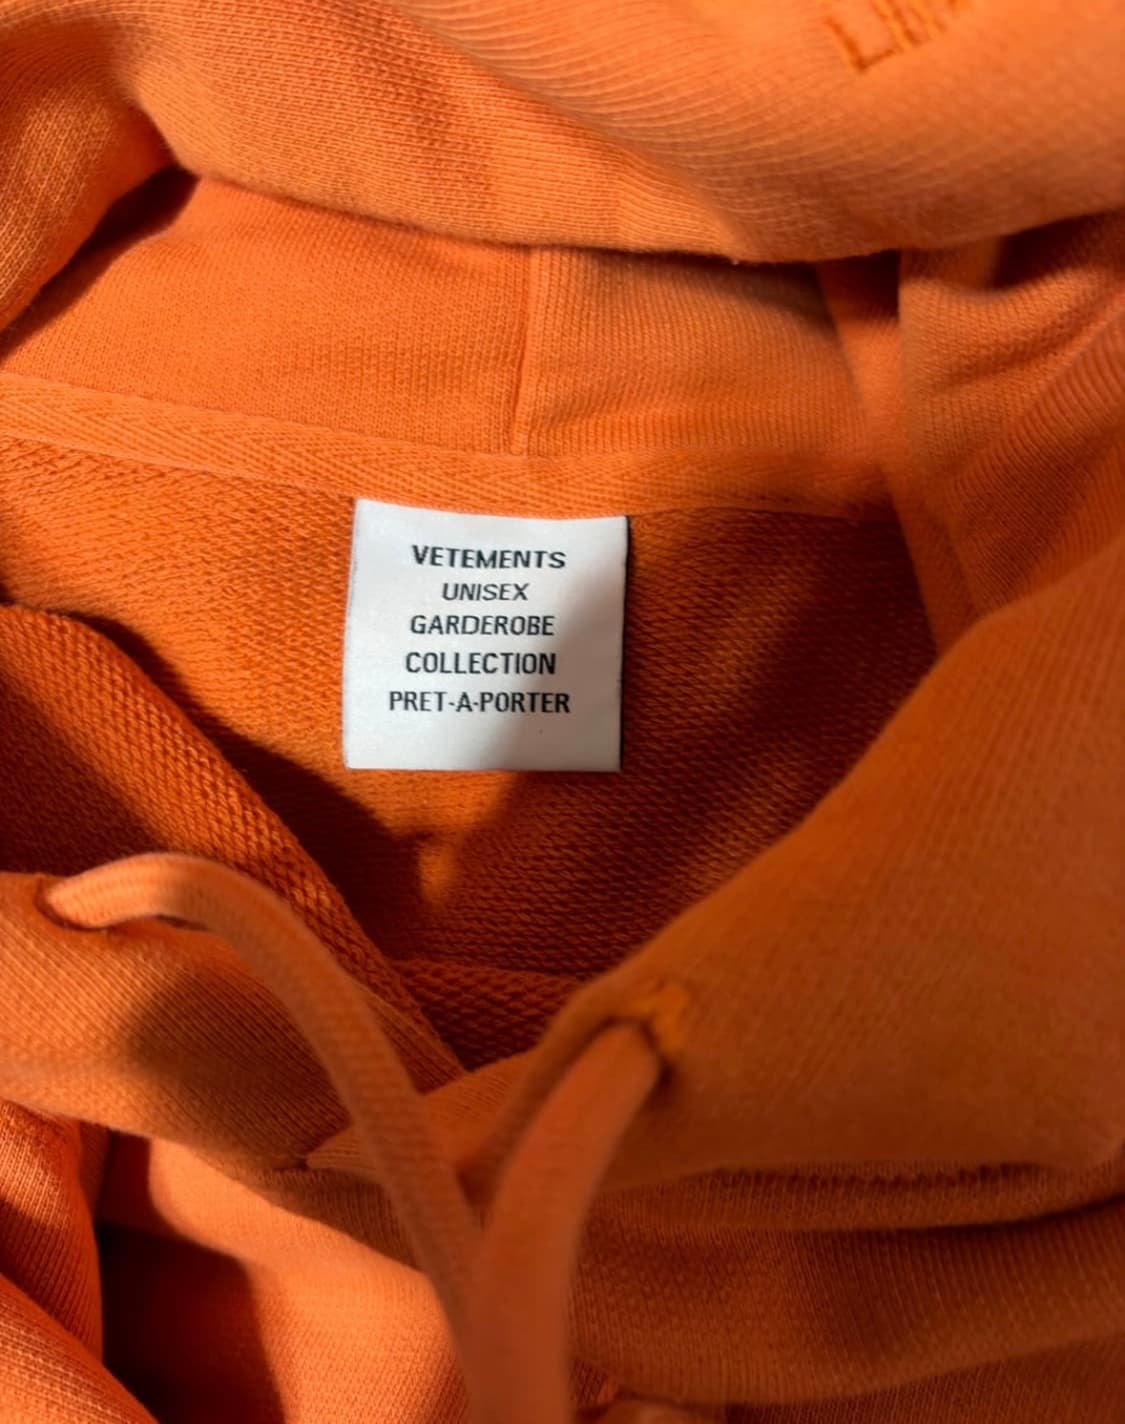 VETEMENTS
UNISEX
GARDEROBE
COLLECTION
PRET-A-PORTER